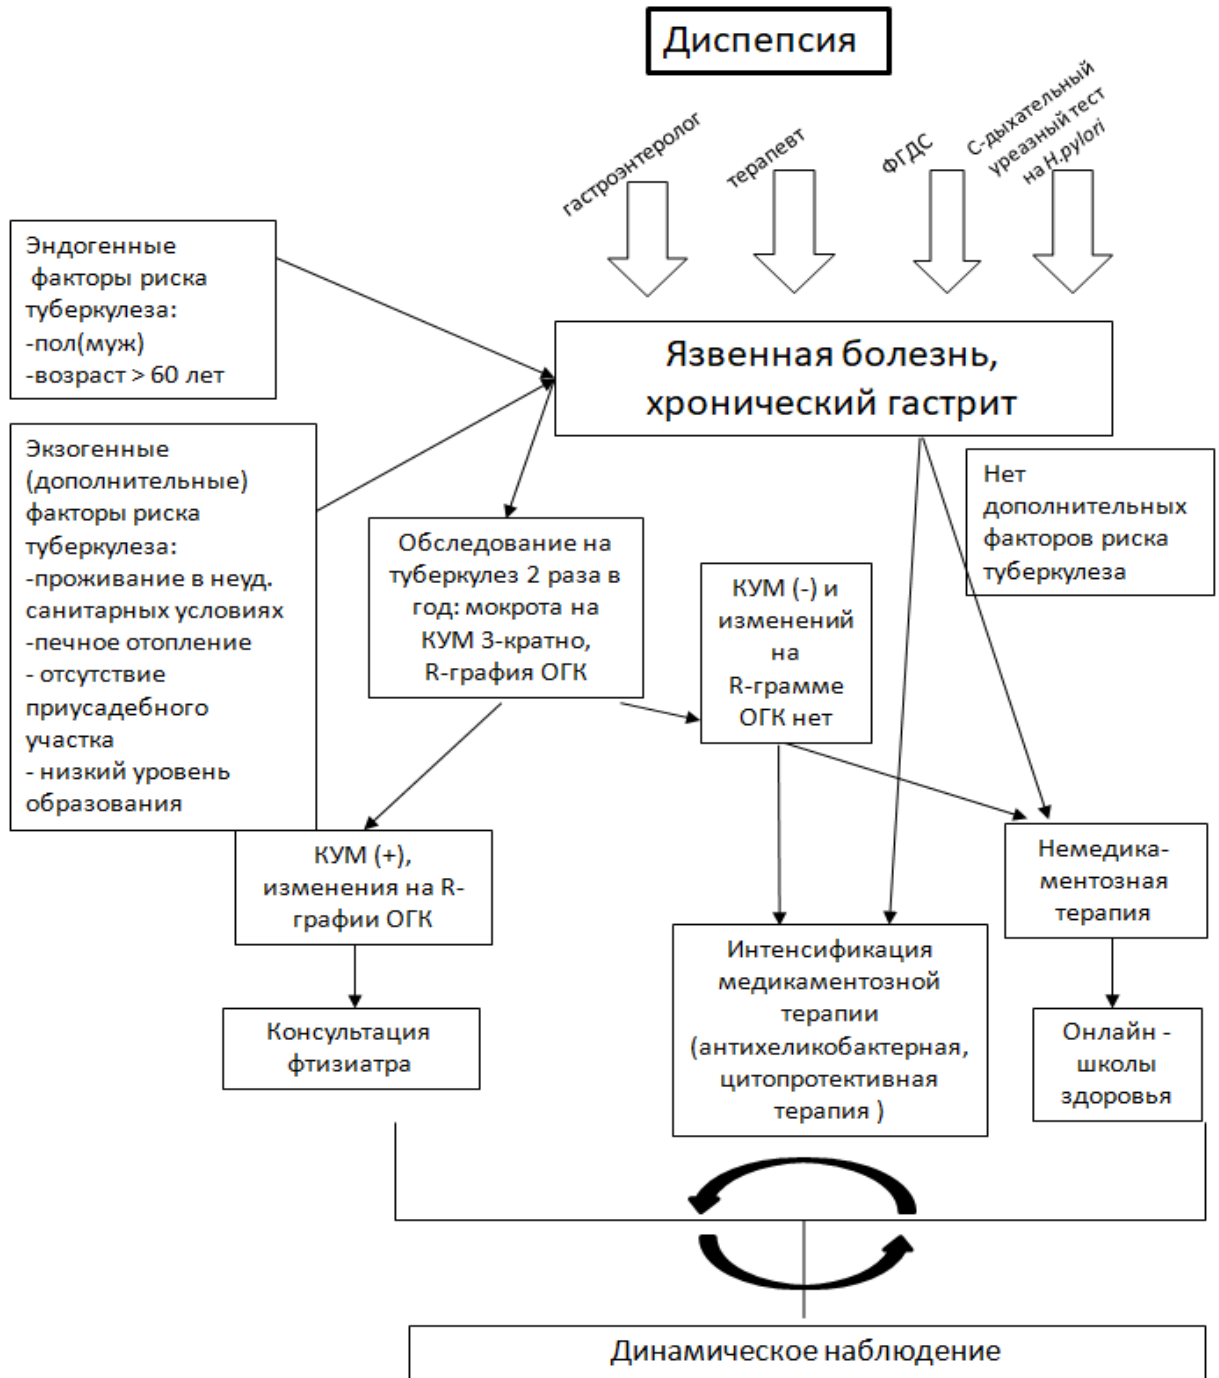 Диспепсия
гастроэнтеролог
терапевт
ФГДС
С-дыхательный
уреазный тест
на H.pylori
Эндогенные
факторы риска
туберкулеза:
-пол(муж)
-возраст > 60 лет
Язвенная болезнь,
хронический гастрит
Экзогенные
(дополнительные)
факторы риска
туберкулеза:
-проживание в неуд.
санитарных условиях
-печное отопление
- отсутствие
приусадебного
участка
- низкий уровень
образования
Нет
дополнительных
факторов риска
туберкулеза
Обследование на
туберкулез 2 раза в
год: мокрота на
КУМ 3-кратно,
R-графия ОГК
КУМ (-) и
изменений
на
R-грамме
ОГК нет
КУМ (+),
изменения на R-
графии ОГК
Немедика-
ментозная
терапия
Интенсификация
медикаментозной
терапии
(антихеликобактерная,
цитопротективная
терапия )
Консультация
фтизиатра
Онлайн -
школы
здоровья
Динамическое наблюдение